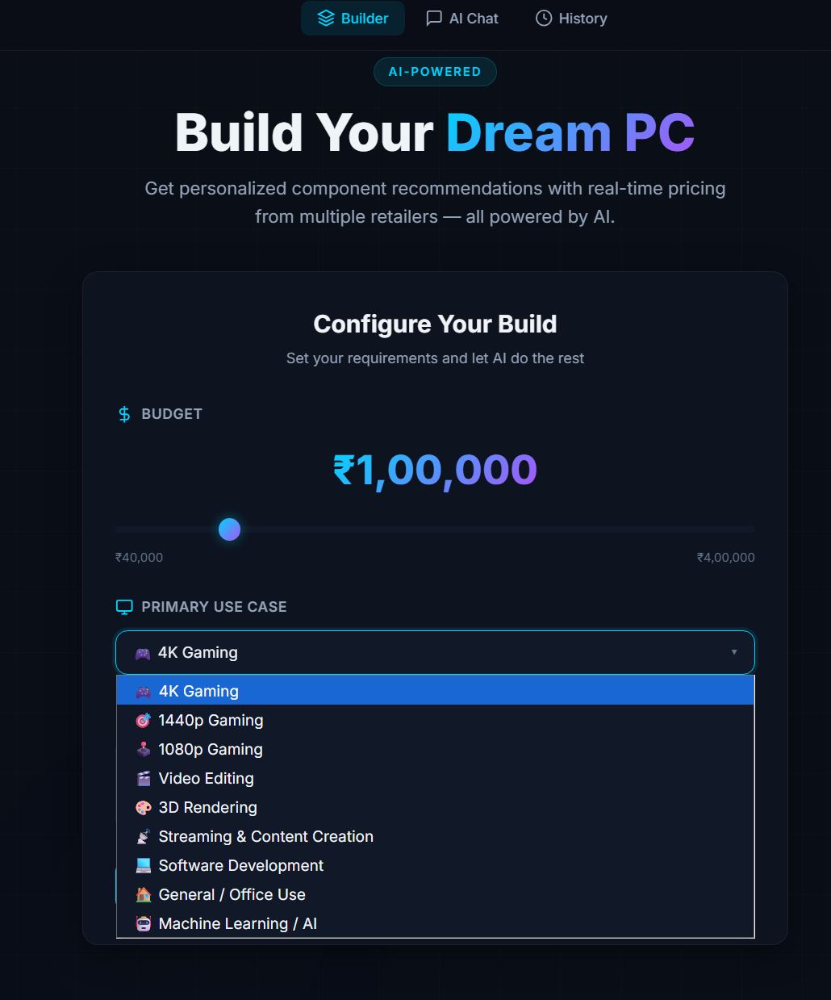 Builder
AI Chat
History
AI-POWERED
Build Your Dream PC
Get personalized component recommendations with real-time pricing
from multiple retailers — all powered by AI.
Configure Your Build
Set your requirements and let AI do the rest
BUDGET
₹1,00,000
₹40,000
₹4,00,000
PRIMARY USE CASE
4K Gaming
4K Gaming
1440p Gaming
1080p Gaming
Video Editing
3D Rendering
Streaming & Content Creation
Software Development
General / Office Use
Machine Learning / AI